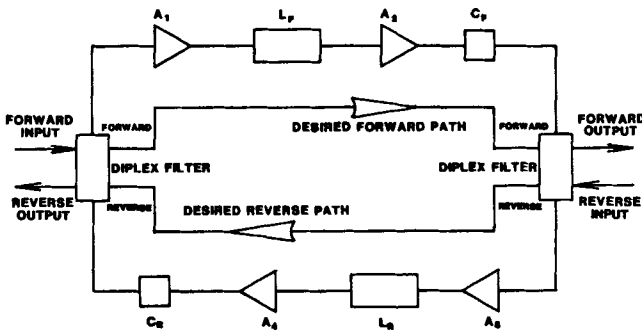 A1
LF
A2
CF
FORWARD INPUT
FORWARD
DESIRED FORWARD PATH
FORWARD
FORWARD OUTPUT
DIPLEX FILTER
DIPLEX FILTER
REVERSE OUTPUT
REVERSE
DESIRED REVERSE PATH
REVERSE
REVERSE INPUT
CR
A4
LR